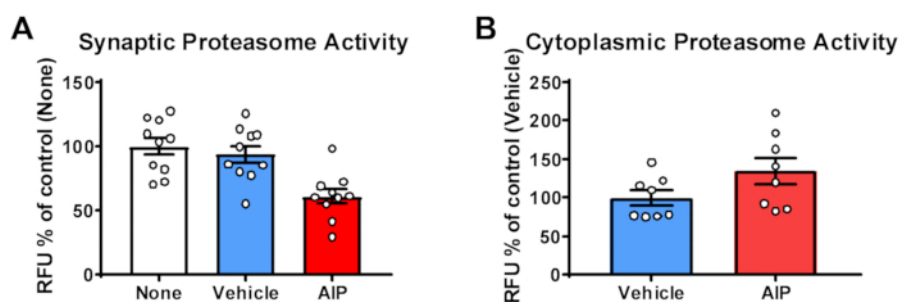 A
Synaptic Proteasome Activity
RFU % of control (None)
150
100
50
0
None Vehicle AIP
B
Cytoplasmic Proteasome Activity
RFU % of control (Vehicle)
250
200
150
100
50
0
Vehicle AIP